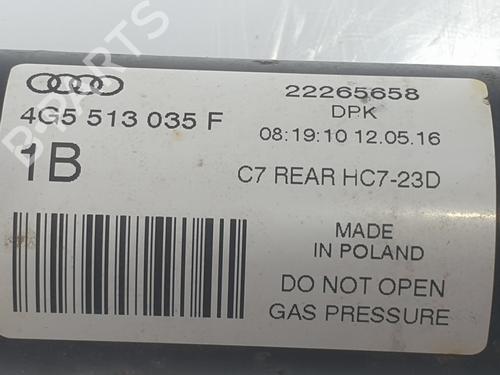 22265658
DPK
4G5 513 035 F
08:19:10 12.05.16
1B
C7 REAR HC7-23D
MADE
IN POLAND
DO NOT OPEN
GAS PRESSURE
B-PARTS